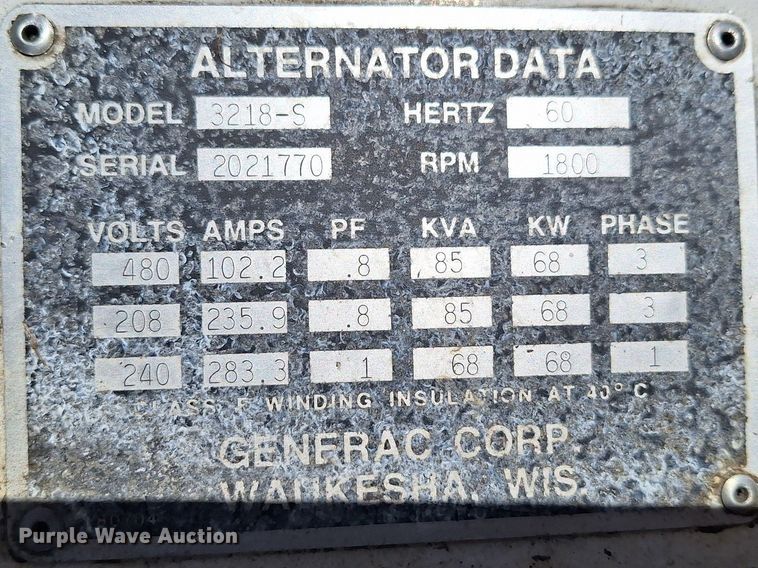 ALTERNATOR DATA
MODEL 3218-S HERTZ 60
SERIAL 2021770 RPM 1800
VOLTS AMPS PF KVA KW PHASE
480 102.2 .8 85 68 3
208 235.9 .8 85 68 3
240 283.3 1 68 68 1
CLASS F WINDING INSULATION AT 40° C
GENERAC CORP.
WAUKESHA, WIS.
Purple Wave Auction